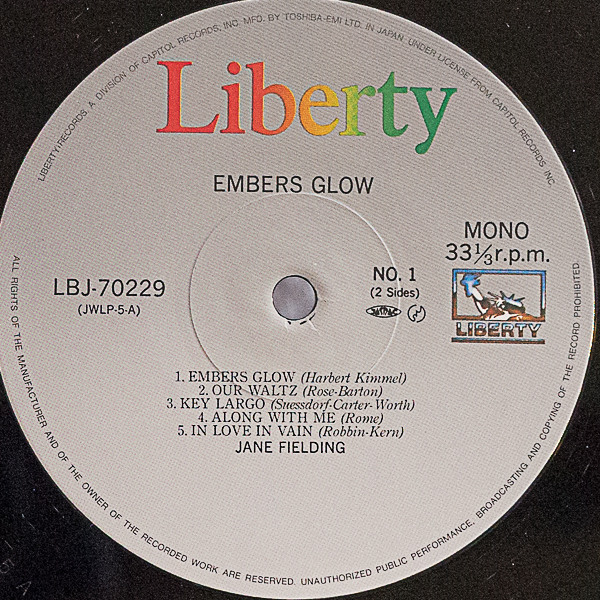 LIBERTY/RECORDS, A DIVISION OF CAPITOL RECORDS, INC. MFG. BY TOSHIBA-EMI LTD. IN JAPAN UNDER LICENSE FROM CAPITOL RECORDS, INC.
Liberty
EMBERS GLOW
MONO
33⅓r.p.m.
LBJ-70229
(JWLP-5-A)
NO. 1
(2 Sides)
LIBERTY
1. EMBERS GLOW (Harbert Kimmel)
2. OUR WALTZ (Rose-Barton)
3. KEY LARGO (Suessdorf-Carter-Worth)
4. ALONG WITH ME (Rome)
5. IN LOVE IN VAIN (Robbin-Kern)
JANE FIELDING
ALL RIGHTS OF THE MANUFACTURER AND OF THE OWNER OF THE RECORDED WORK ARE RESERVED. UNAUTHORIZED PUBLIC PERFORMANCE, BROADCASTING AND COPYING OF THE RECORD PROHIBITED.